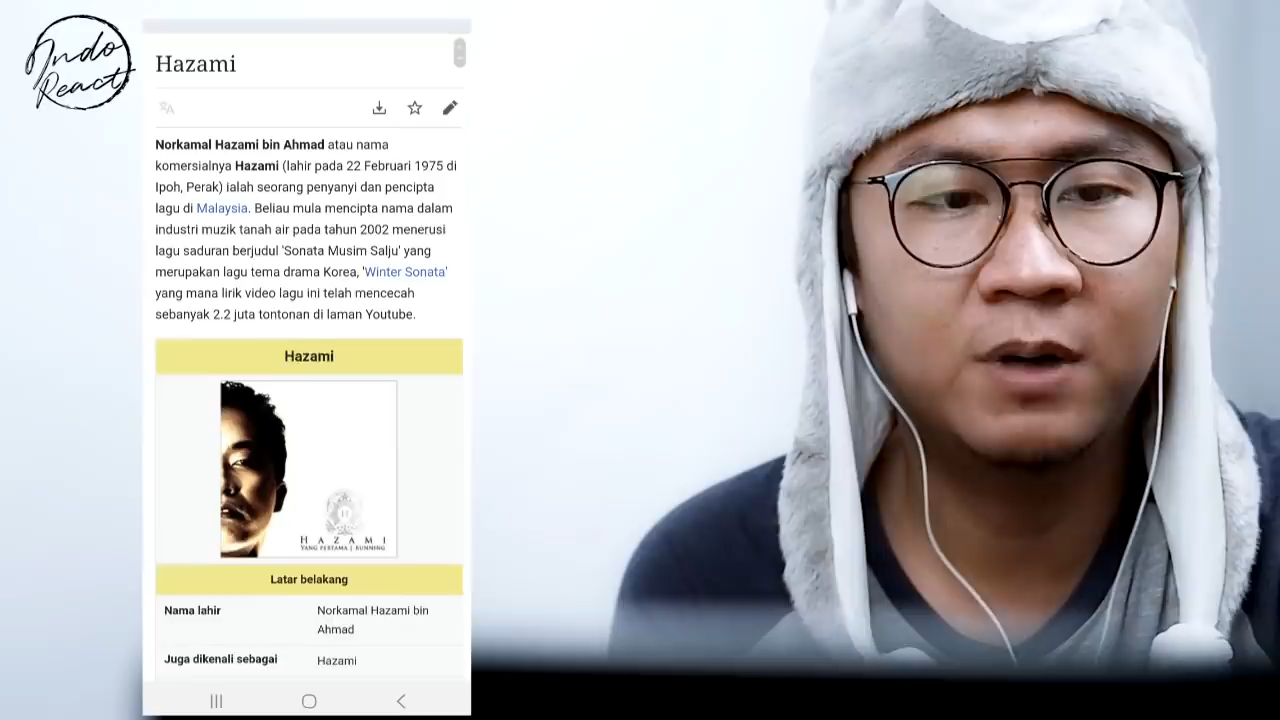 Indo
React
Hazami
Norkamal Hazami bin Ahmad atau nama
komersialnya Hazami (lahir pada 22 Februari 1975 di
Ipoh, Perak) ialah seorang penyanyi dan pencipta
lagu di Malaysia. Beliau mula mencipta nama dalam
industri muzik tanah air pada tahun 2002 menerusi
lagu saduran berjudul 'Sonata Musim Salju' yang
merupakan lagu tema drama Korea, 'Winter Sonata'
yang mana lirik video lagu ini telah mencecah
sebanyak 2.2 juta tontonan di laman Youtube.
Hazami
H
HAZAMI
YANG PERTAMA | RUNNING
Latar belakang
Nama lahir Norkamal Hazami bin
Ahmad
Juga dikenali sebagai Hazami